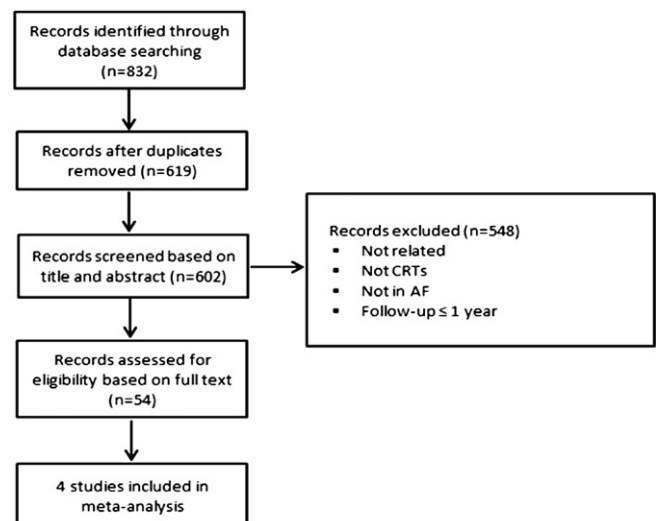 Records identified through
database searching
(n=832)
Records after duplicates
removed (n=619)
Records screened based on
title and abstract (n=602)
Records excluded (n=548)
▪ Not related
▪ Not CRTs
▪ Not in AF
▪ Follow-up ≤ 1 year
Records assessed for
eligibility based on full text
(n=54)
4 studies included in
meta-analysis